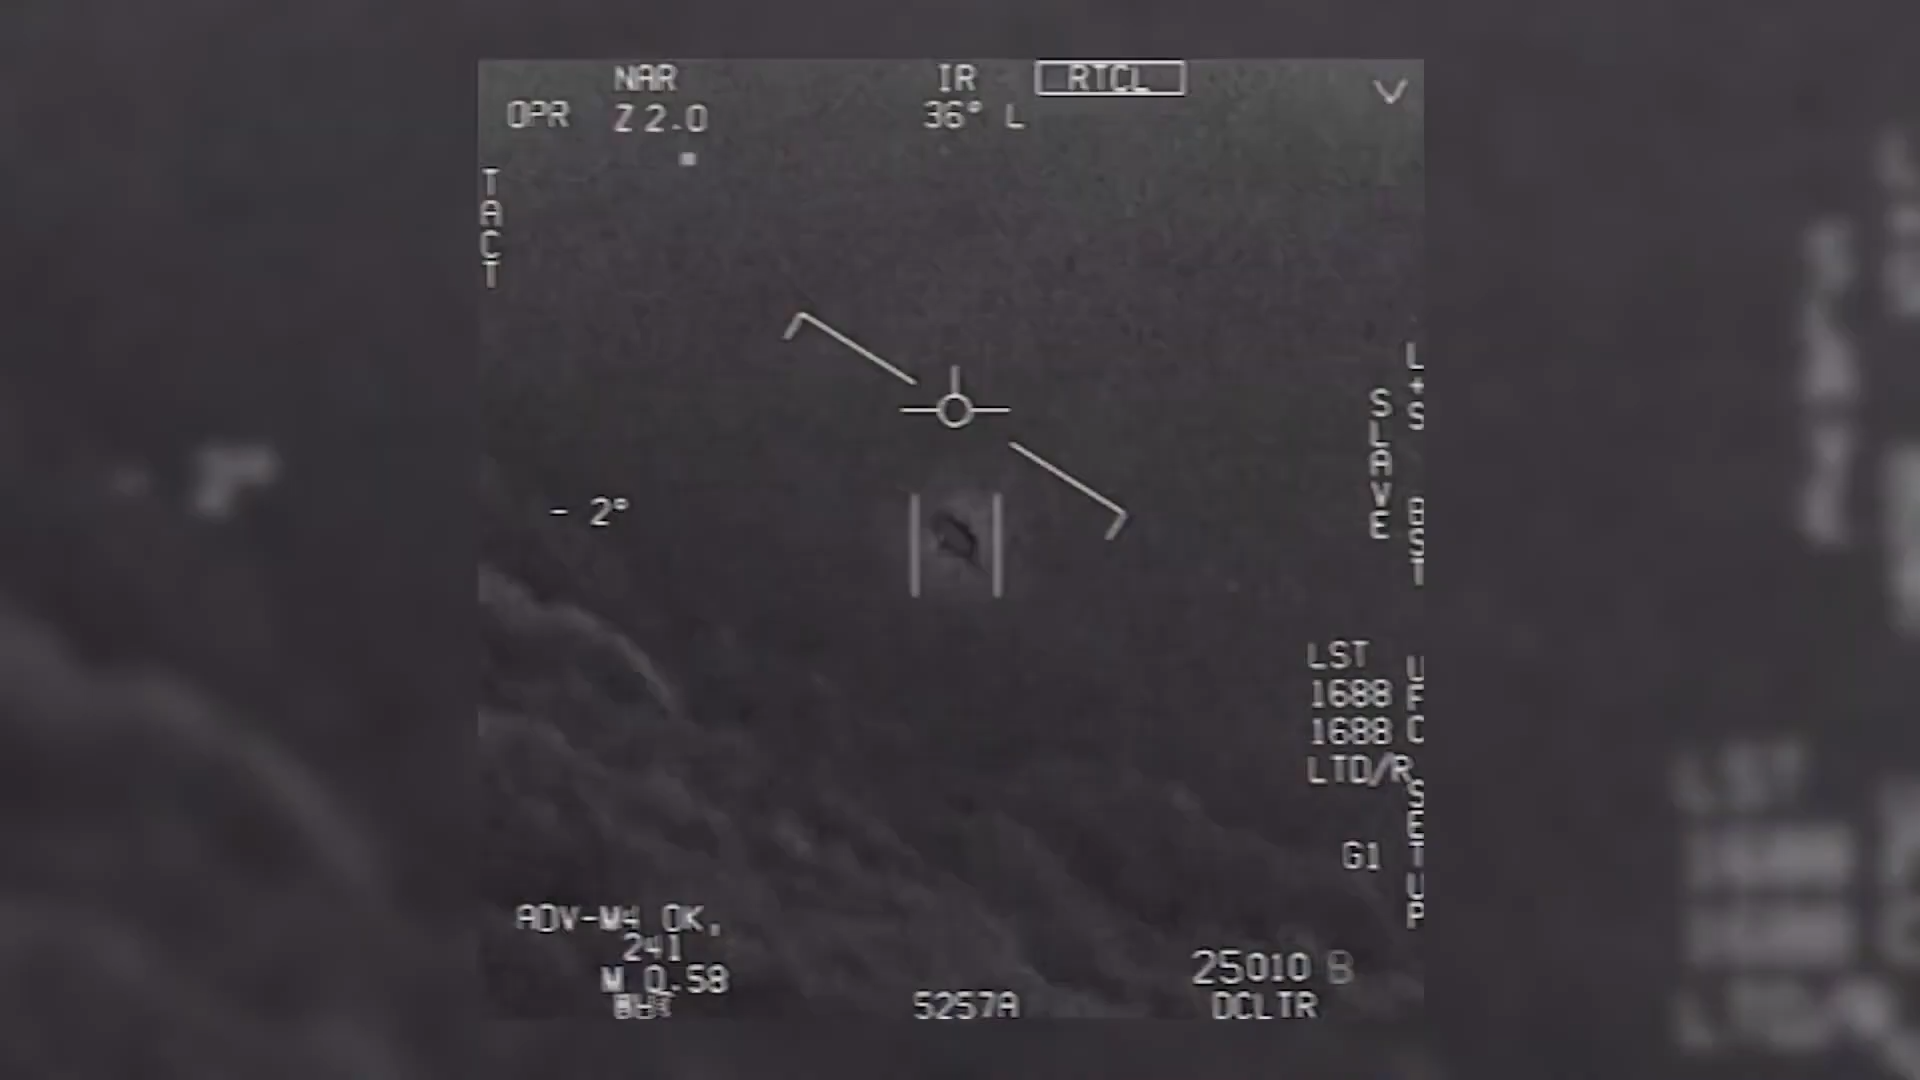 NAR
IR
RTCL
OPR
Z 2.0
36° L
TACT
L+S
SLAVE
BST
- 2°
LST
1688
1688
LTD/R
UFC
SETUP
G1
ADV-M4 OK,
241
M 0.58
25010 B
5257A
DCLTR